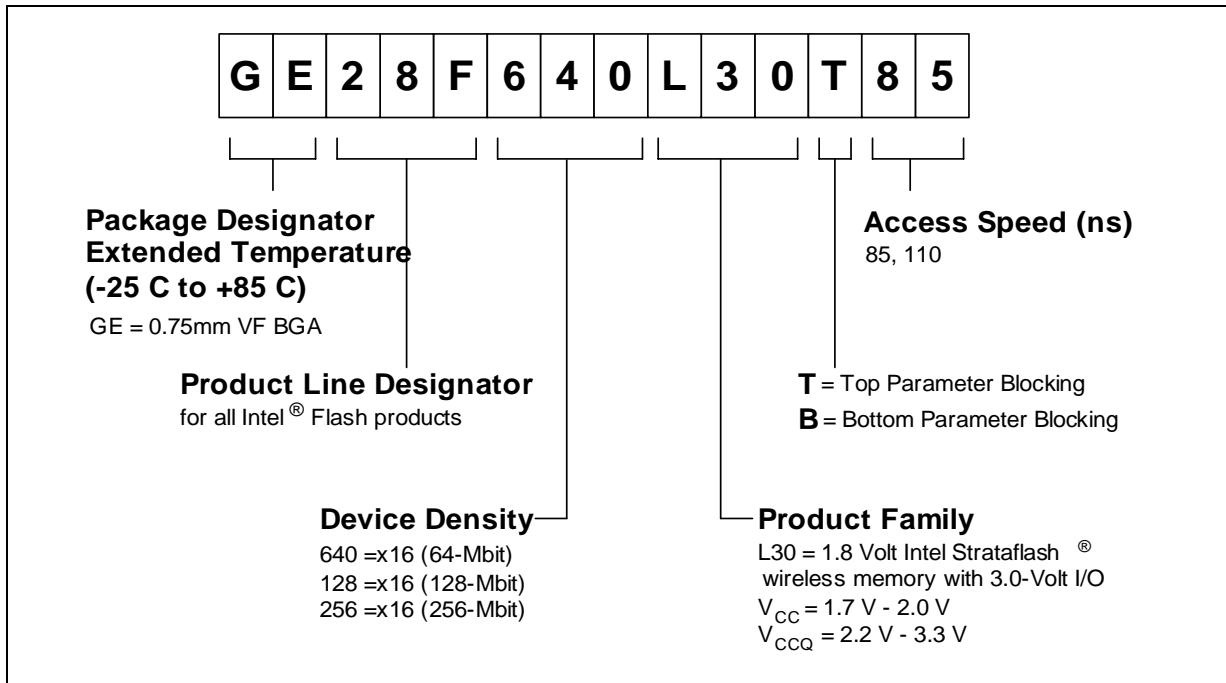 G E 2 8 F 6 4 0 L 3 0 T 8 5
Package Designator
Extended Temperature
(-25 C to +85 C)
GE = 0.75mm VF BGA
Access Speed (ns)
85, 110
Product Line Designator
for all Intel ® Flash products
T = Top Parameter Blocking
B = Bottom Parameter Blocking
Device Density
640 =x16 (64-Mbit)
128 =x16 (128-Mbit)
256 =x16 (256-Mbit)
Product Family
L30 = 1.8 Volt Intel Strataflash ®
wireless memory with 3.0-Volt I/O
VCC = 1.7 V - 2.0 V
VCCQ = 2.2 V - 3.3 V